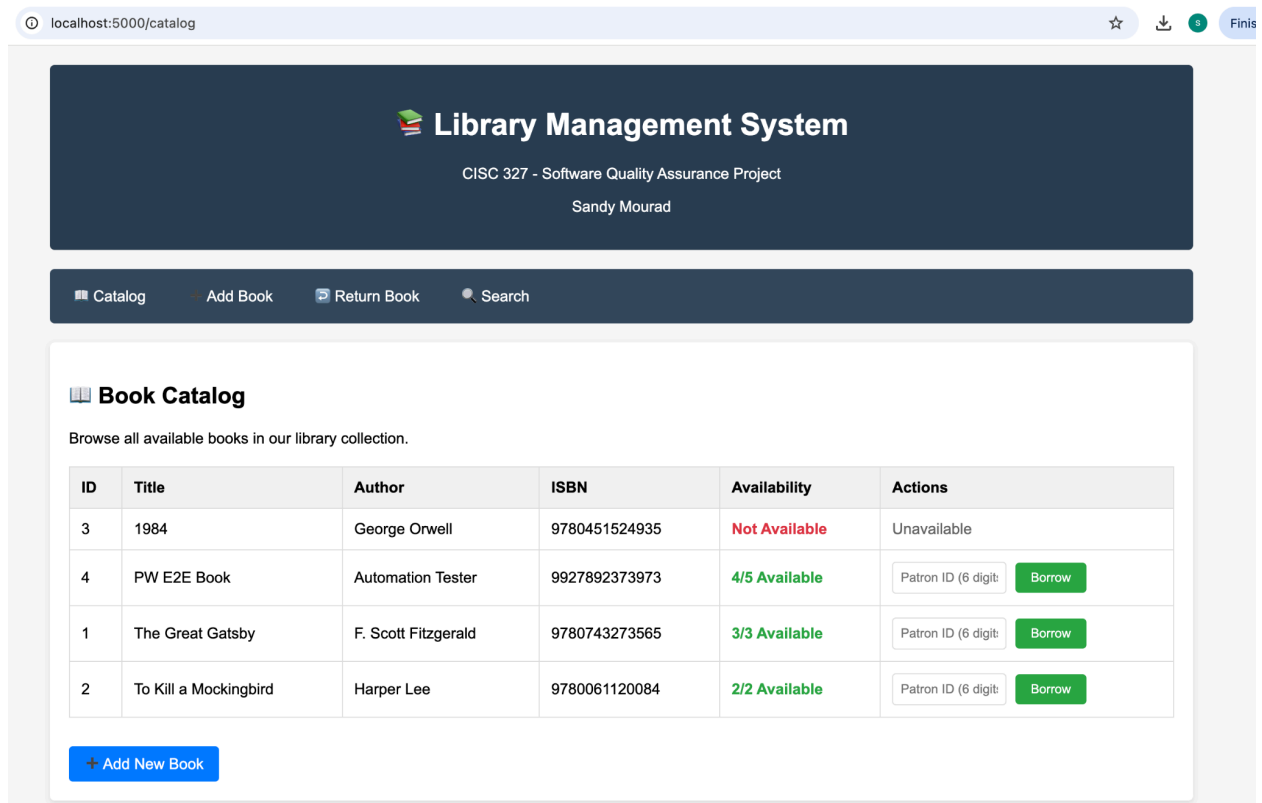 localhost:5000/catalog
S
Finis
Library Management System
CISC 327 - Software Quality Assurance Project
Sandy Mourad
Catalog Add Book Return Book Search
Book Catalog
Browse all available books in our library collection.
ID Title Author ISBN Availability Actions
3 1984 George Orwell 9780451524935 Not Available Unavailable
4 PW E2E Book Automation Tester 9927892373973 4/5 Available Patron ID (6 digit Borrow
1 The Great Gatsby F. Scott Fitzgerald 9780743273565 3/3 Available Patron ID (6 digit Borrow
2 To Kill a Mockingbird Harper Lee 9780061120084 2/2 Available Patron ID (6 digit Borrow
Add New Book